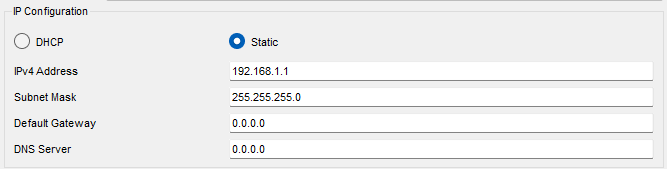 IP Configuration
DHCP Static
IPv4 Address 192.168.1.1
Subnet Mask 255.255.255.0
Default Gateway 0.0.0.0
DNS Server 0.0.0.0